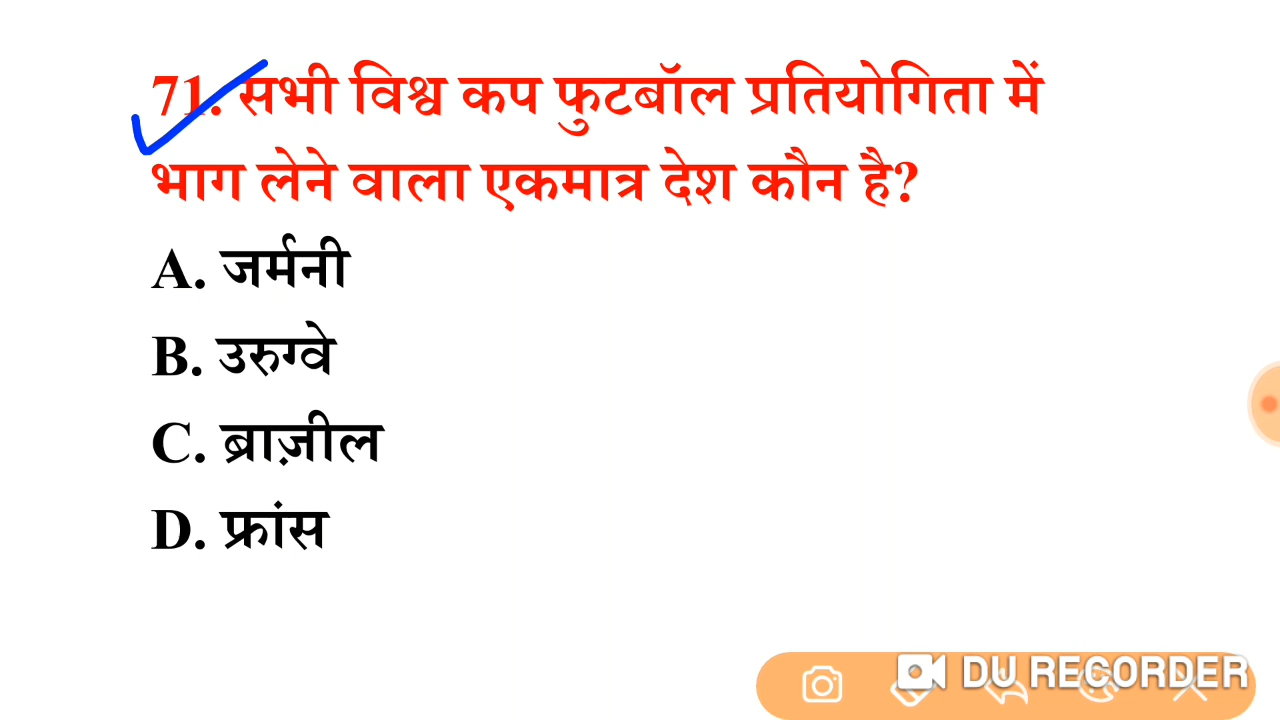 71. सभी विश्व कप फुटबॉल प्रतियोगिता में
भाग लेने वाला एकमात्र देश कौन है?
A. जर्मनी
B. उरुग्वे
C. ब्राज़ील
D. फ्रांस
DU RECORDER